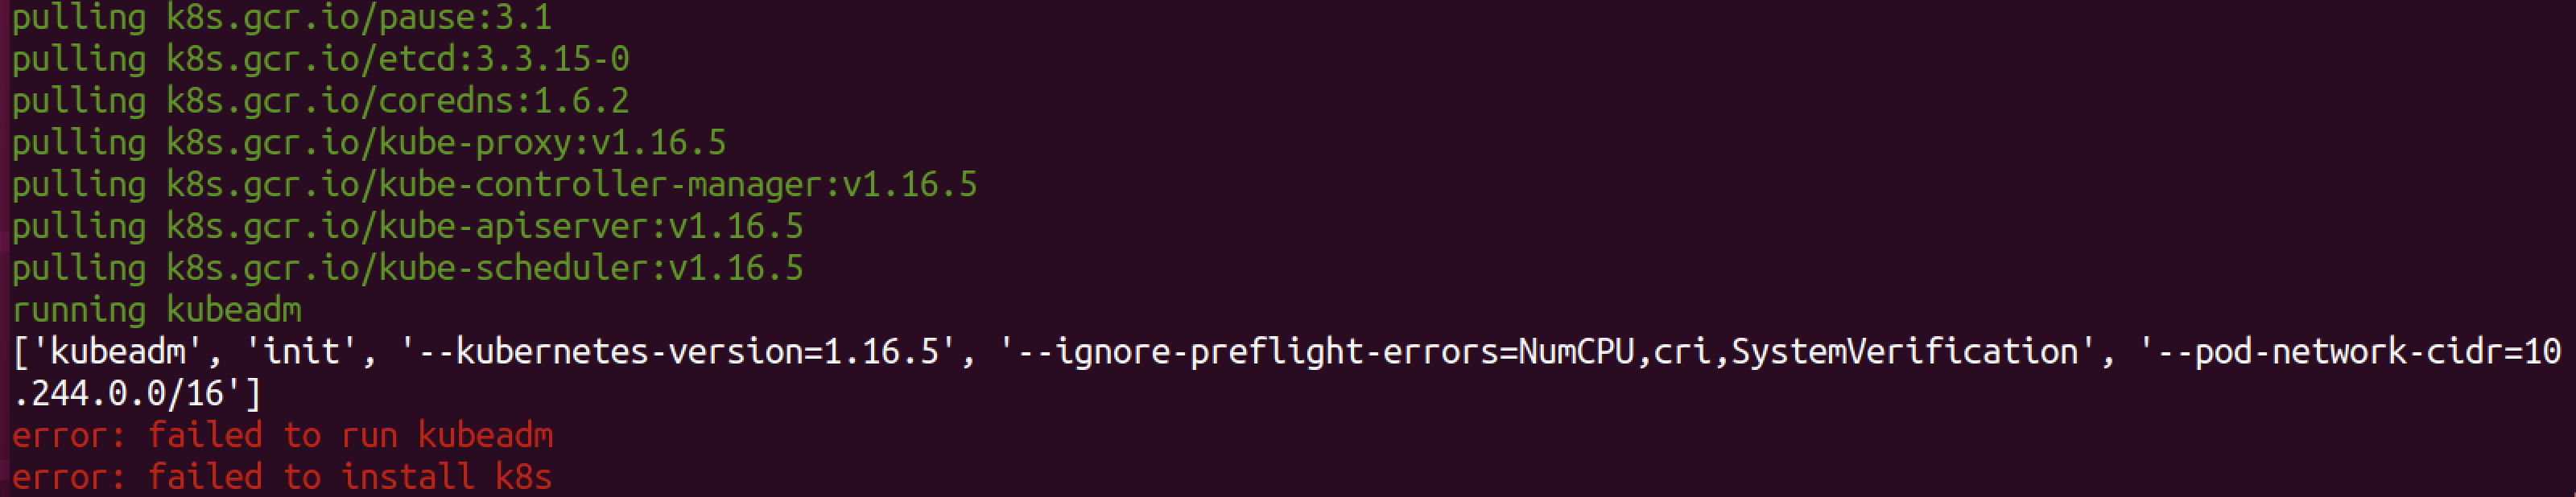 pulling k8s.gcr.io/pause:3.1
pulling k8s.gcr.io/etcd:3.3.15-0
pulling k8s.gcr.io/coredns:1.6.2
pulling k8s.gcr.io/kube-proxy:v1.16.5
pulling k8s.gcr.io/kube-controller-manager:v1.16.5
pulling k8s.gcr.io/kube-apiserver:v1.16.5
pulling k8s.gcr.io/kube-scheduler:v1.16.5
running kubeadm
['kubeadm', 'init', '--kubernetes-version=1.16.5', '--ignore-preflight-errors=NumCPU,cri,SystemVerification', '--pod-network-cidr=10
.244.0.0/16']
error: failed to run kubeadm
error: failed to install k8s